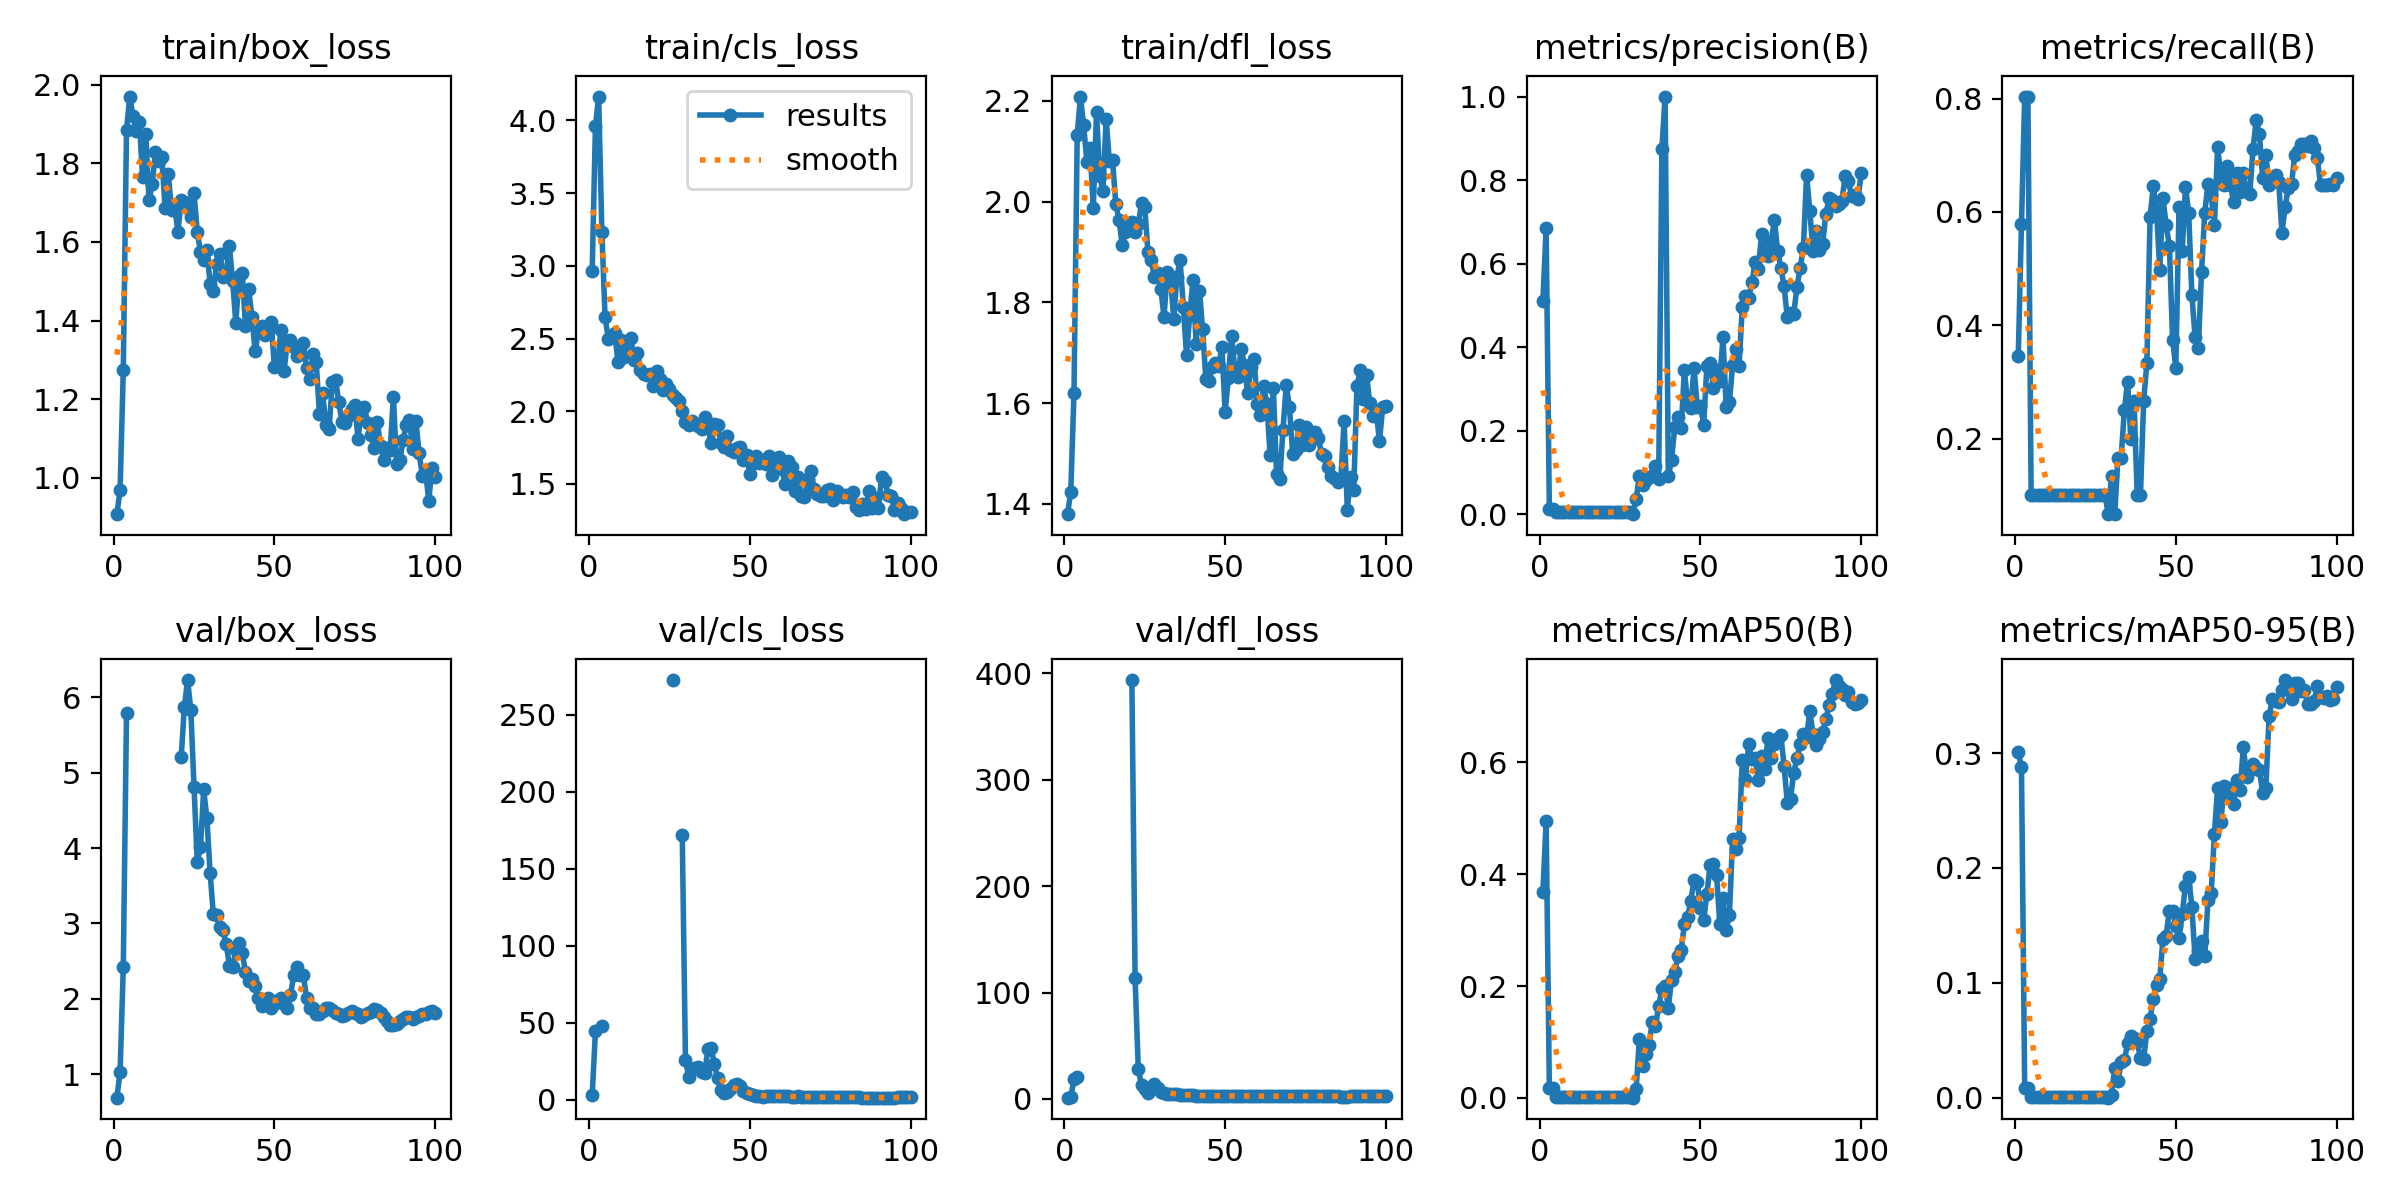 train/box_loss
2.0
1.8
1.6
1.4
1.2
1.0
0 50 100
train/cls_loss
4.0
3.5
3.0
2.5
2.0
1.5
0 50 100
results
smooth
train/dfl_loss
2.2
2.0
1.8
1.6
1.4
0 50 100
metrics/precision(B)
1.0
0.8
0.6
0.4
0.2
0.0
0 50 100
metrics/recall(B)
0.8
0.6
0.4
0.2
0 50 100
val/box_loss
6
5
4
3
2
1
0 50 100
val/cls_loss
250
200
150
100
50
0
0 50 100
val/dfl_loss
400
300
200
100
0
0 50 100
metrics/mAP50(B)
0.6
0.4
0.2
0.0
0 50 100
metrics/mAP50-95(B)
0.3
0.2
0.1
0.0
0 50 100